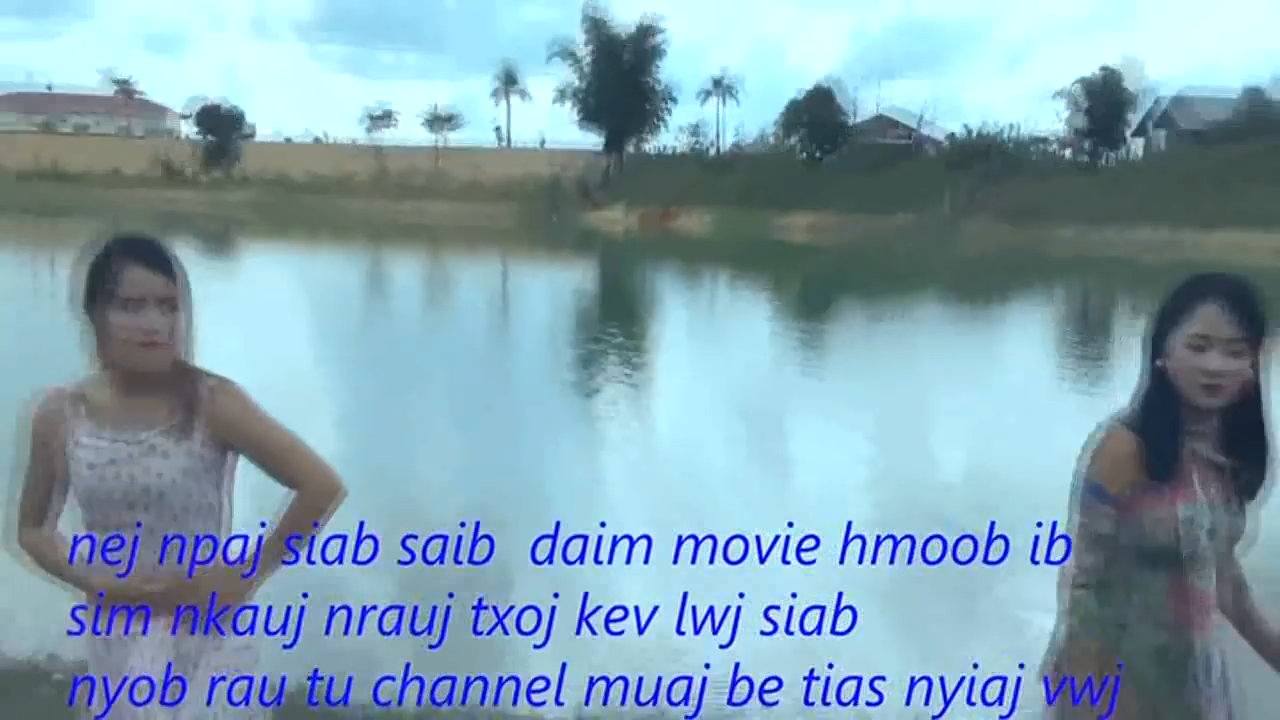 nej npaj siab saib daim movie hmoob ib
sim nkauj nrauj txoj kev lwj siab
nyob rau tu channel muaj be tias nyiaj vwj